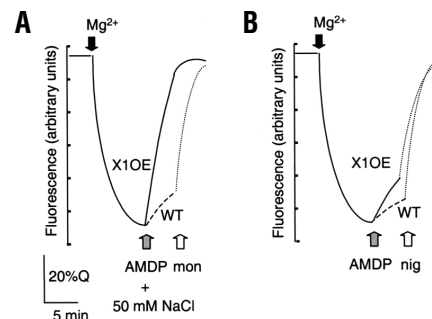 A
Mg²⁺
Fluorescence (arbitrary units)
X1OE
WT
AMDP mon
+
50 mM NaCl
20%Q
5 min
B
Mg²⁺
Fluorescence (arbitrary units)
X1OE
WT
AMDP nig